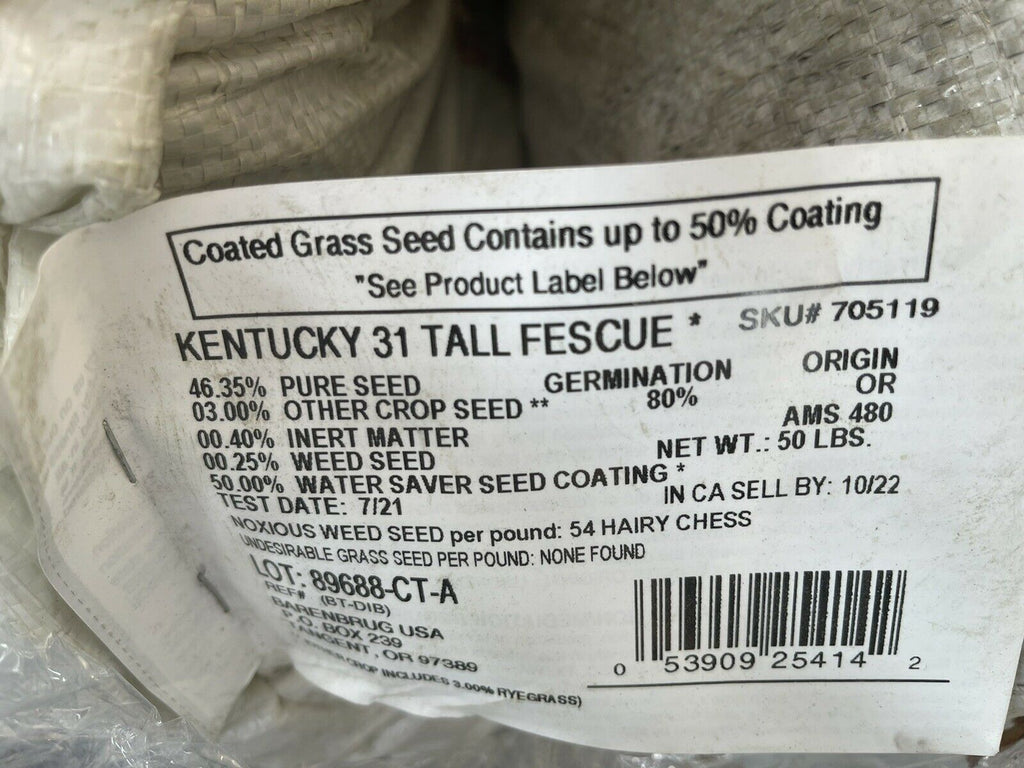 Coated Grass Seed Contains up to 50% Coating
"See Product Label Below"
KENTUCKY 31 TALL FESCUE * SKU# 705119
46.35% PURE SEED GERMINATION ORIGIN
03.00% OTHER CROP SEED ** 80% OR
00.40% INERT MATTER AMS 480
00.25% WEED SEED NET WT.: 50 LBS.
50.00% WATER SAVER SEED COATING *
TEST DATE: 7/21 IN CA SELL BY: 10/22
NOXIOUS WEED SEED per pound: 54 HAIRY CHESS
UNDESIRABLE GRASS SEED PER POUND: NONE FOUND
LOT: 89688-CT-A
REF# (BT-DIB)
BARENBRUG USA
P.O. BOX 239
TANGENT, OR 97389
CROP INCLUDES 3.00% RYEGRASS)
0 53909 25414 2